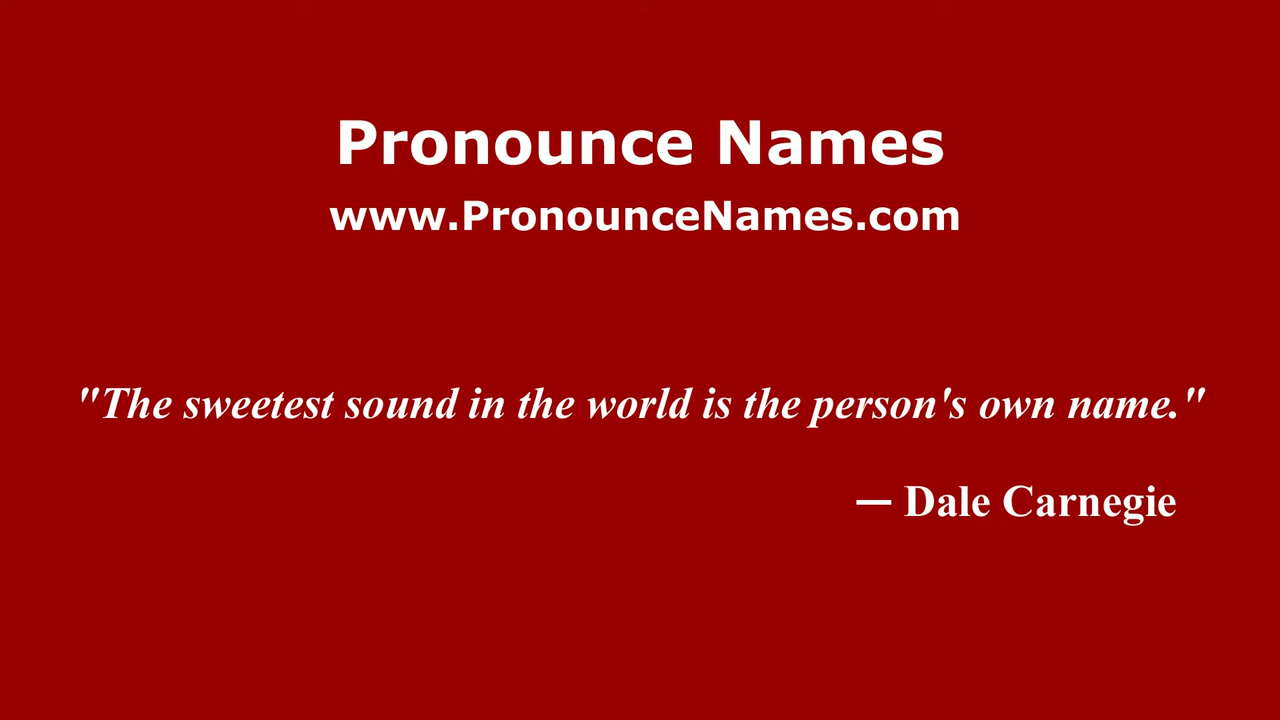 Pronounce Names
www.PronounceNames.com
"The sweetest sound in the world is the person's own name."
— Dale Carnegie